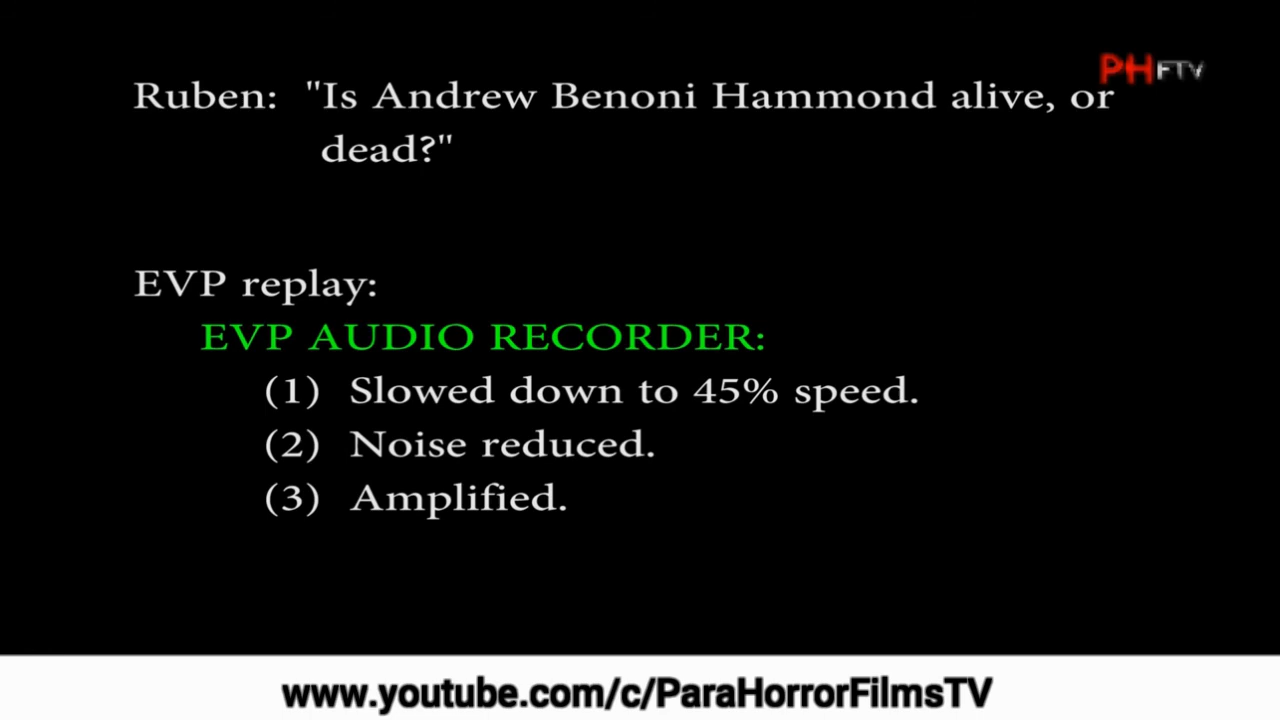 PHFTV
Ruben: "Is Andrew Benoni Hammond alive, or
dead?"
EVP replay:
EVP AUDIO RECORDER:
(1) Slowed down to 45% speed.
(2) Noise reduced.
(3) Amplified.
www.youtube.com/c/ParaHorrorFilmsTV